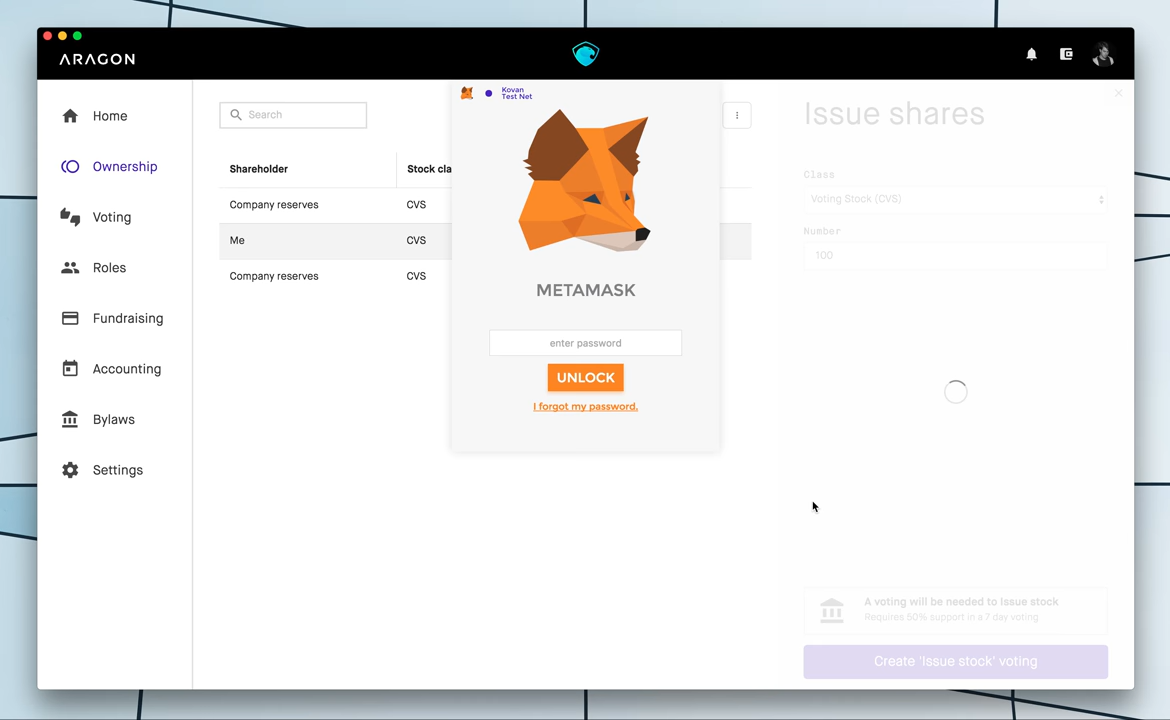 ARAGON
Home
Ownership
Voting
Roles
Fundraising
Accounting
Bylaws
Settings
Search
Shareholder Stock cla
Company reserves CVS
Me CVS
Company reserves CVS
Kovan
Test Net
METAMASK
enter password
UNLOCK
I forgot my password.
Issue shares
Class
Voting Stock (CVS)
Number
100
A voting will be needed to Issue stock
Requires 50% support in a 7 day voting
Create 'Issue stock' voting